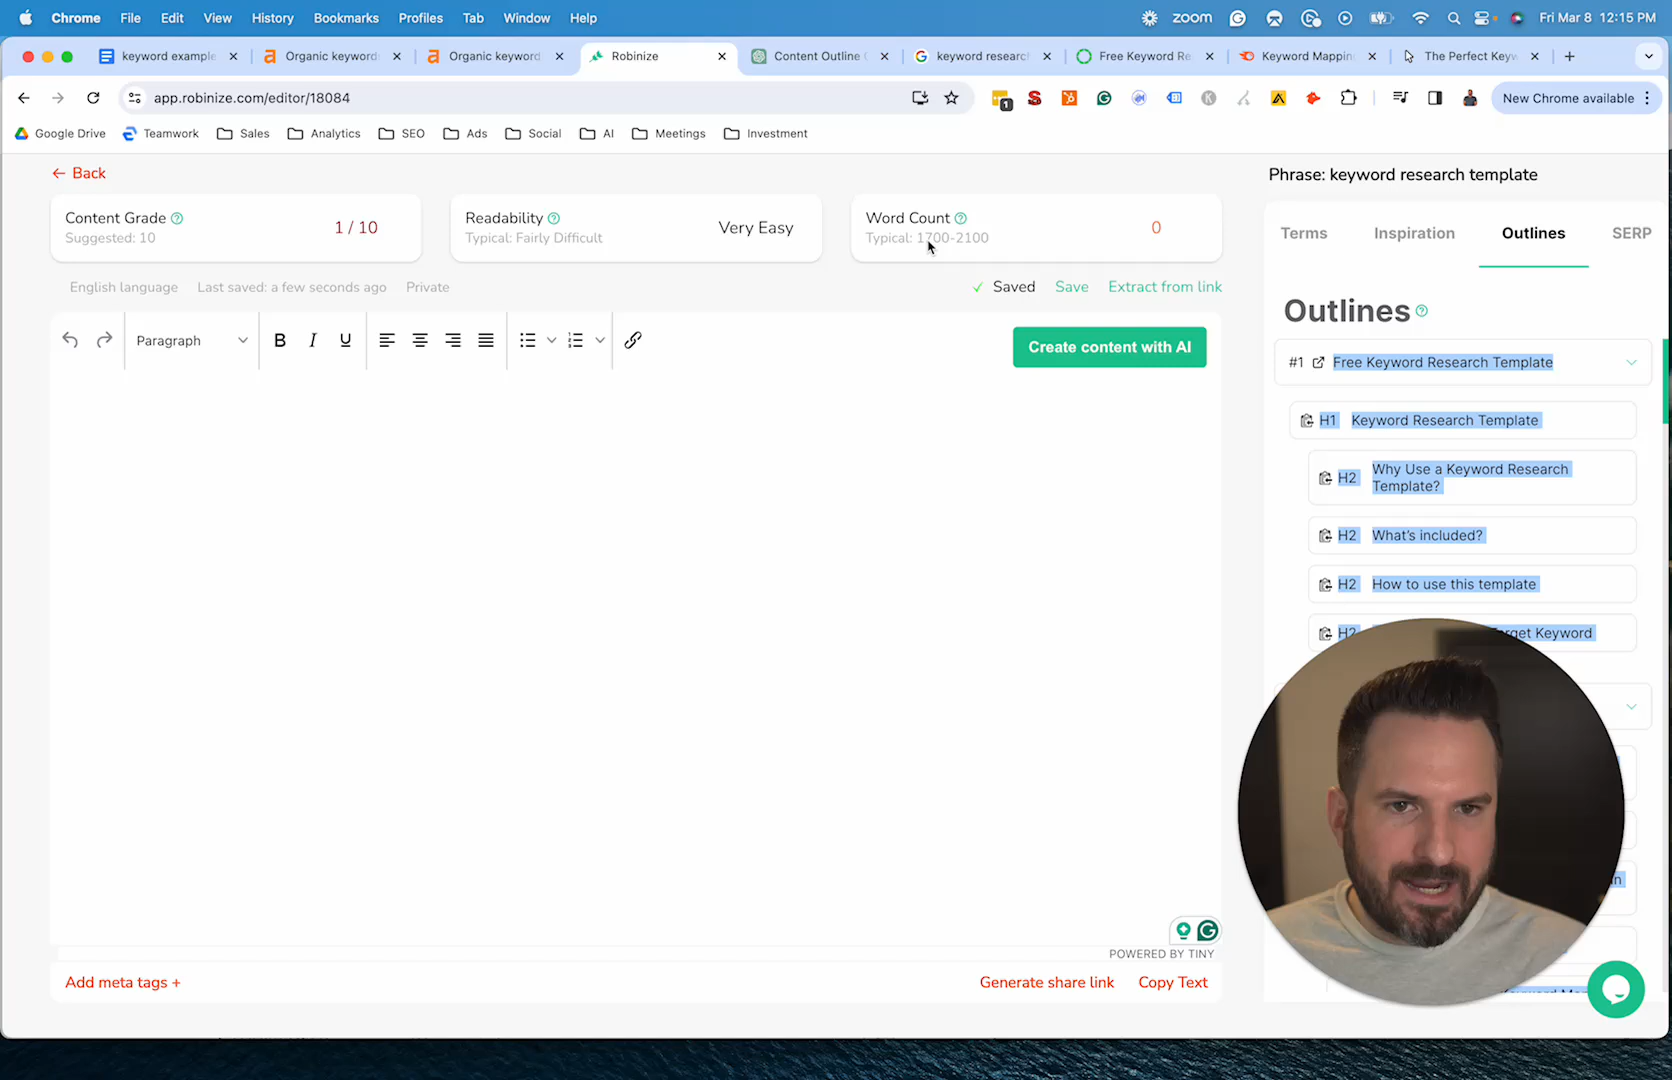 Chrome File Edit View History Bookmarks Profiles Tab Window Help zoom Fri Mar 8 12:15 PM
keyword example Organic keyword Organic keyword Robinize Content Outline keyword research Free Keyword Re Keyword Mapping The Perfect Keyw
app.robinize.com/editor/18084 1 New Chrome available
Google Drive Teamwork Sales Analytics SEO Ads Social AI Meetings Investment
Back
Phrase: keyword research template
Content Grade
Suggested: 10
1 / 10
Readability
Typical: Fairly Difficult
Very Easy
Word Count
Typical: 1700-2100
0
Terms Inspiration Outlines SERP
English language Last saved: a few seconds ago Private
Saved Save Extract from link
Paragraph B I U
Create content with AI
Outlines
#1 Free Keyword Research Template
H1 Keyword Research Template
H2 Why Use a Keyword Research
Template?
H2 What's included?
H2 How to use this template
H2 Keyword
POWERED BY TINY
Add meta tags +
Generate share link Copy Text